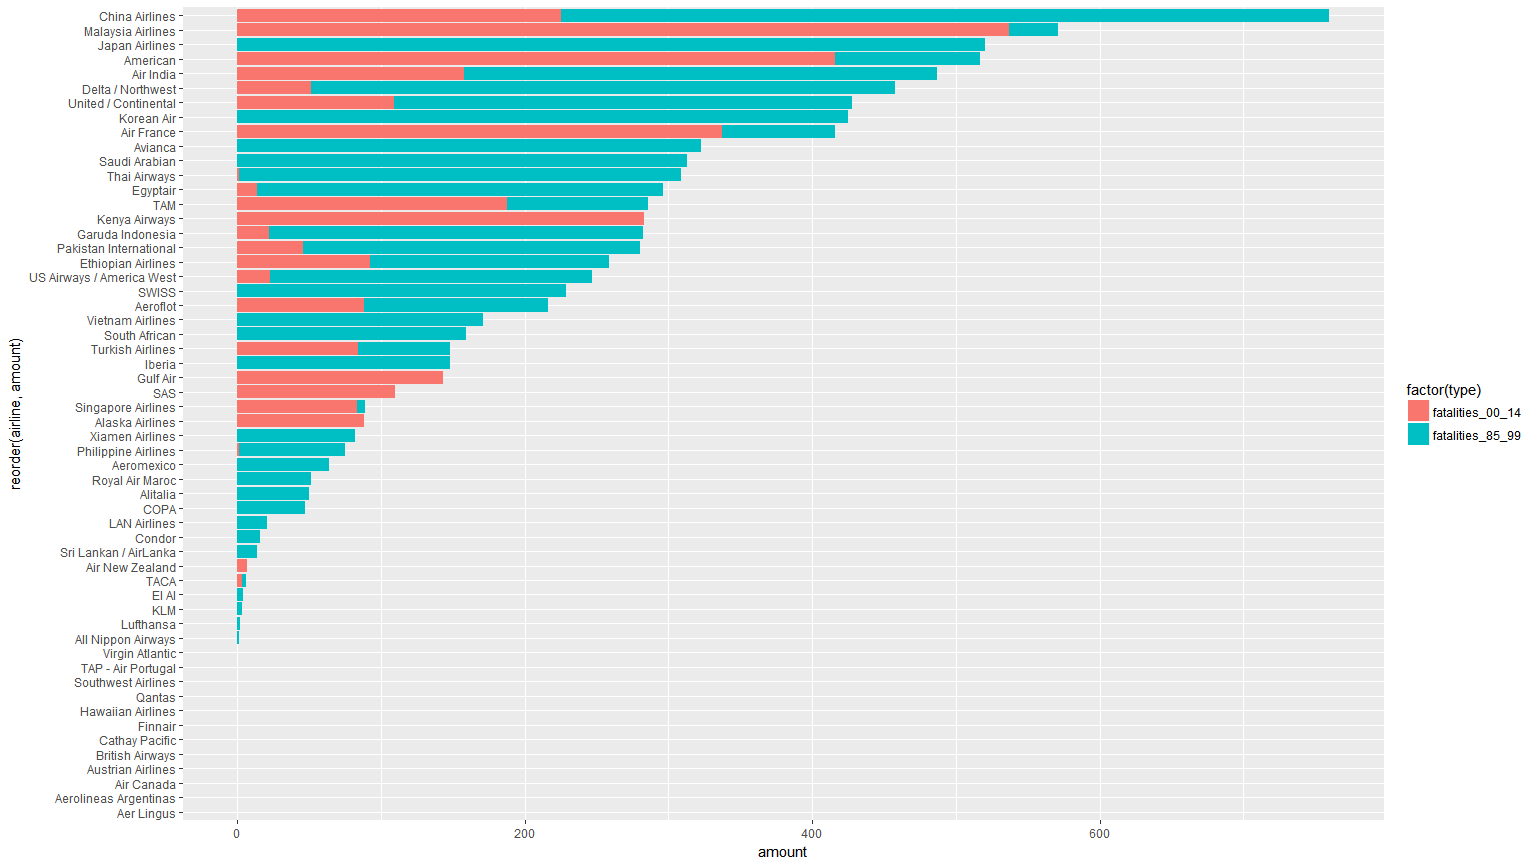 China Airlines
Malaysia Airlines
Japan Airlines
American
Air India
Delta / Northwest
United / Continental
Korean Air
Air France
Avianca
Saudi Arabian
Thai Airways
Egyptair
TAM
Kenya Airways
Garuda Indonesia
Pakistan International
Ethiopian Airlines
US Airways / America West
SWISS
Aeroflot
Vietnam Airlines
South African
Turkish Airlines
Iberia
Gulf Air
SAS
Singapore Airlines
Alaska Airlines
Xiamen Airlines
Philippine Airlines
Aeromexico
Royal Air Maroc
Alitalia
COPA
LAN Airlines
Condor
Sri Lankan / AirLanka
Air New Zealand
TACA
El Al
KLM
Lufthansa
All Nippon Airways
Virgin Atlantic
TAP - Air Portugal
Southwest Airlines
Qantas
Hawaiian Airlines
Finnair
Cathay Pacific
British Airways
Austrian Airlines
Air Canada
Aerolineas Argentinas
Aer Lingus
reorder(airline, amount)
0 200 400 600
amount
factor(type)
fatalities_00_14
fatalities_85_99